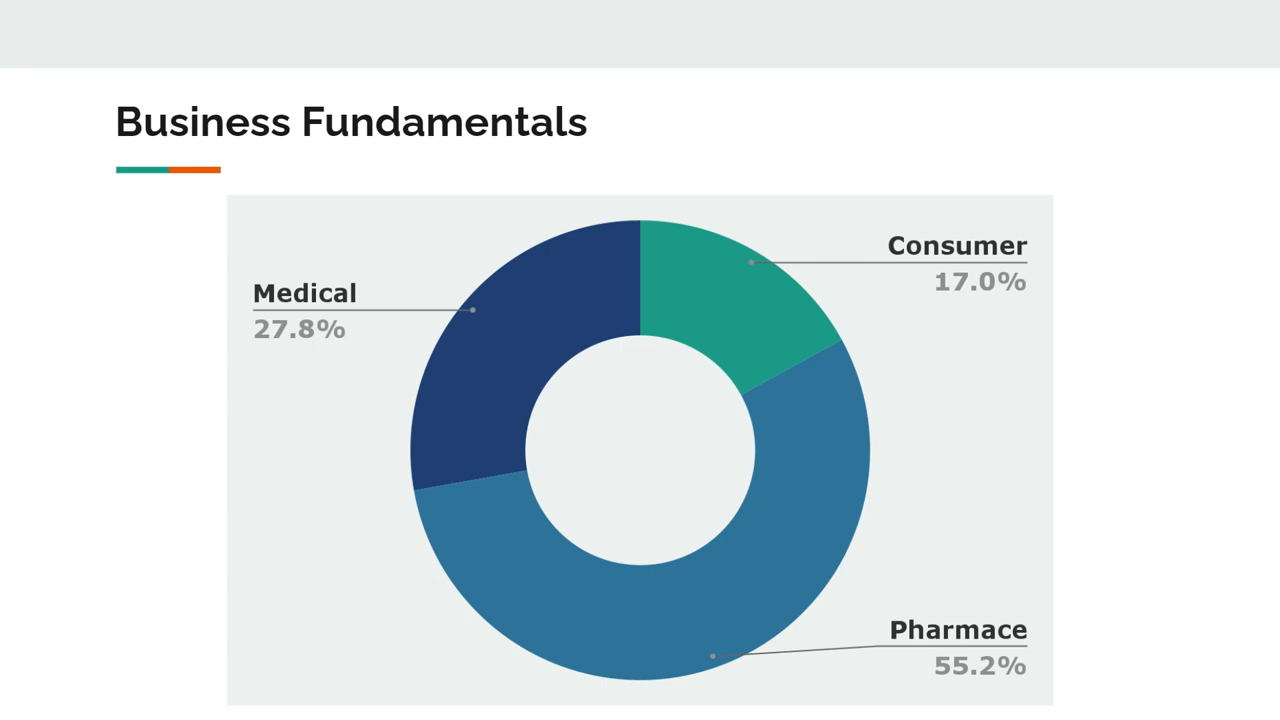 Business Fundamentals
Consumer
17.0%
Medical
27.8%
Pharmace
55.2%